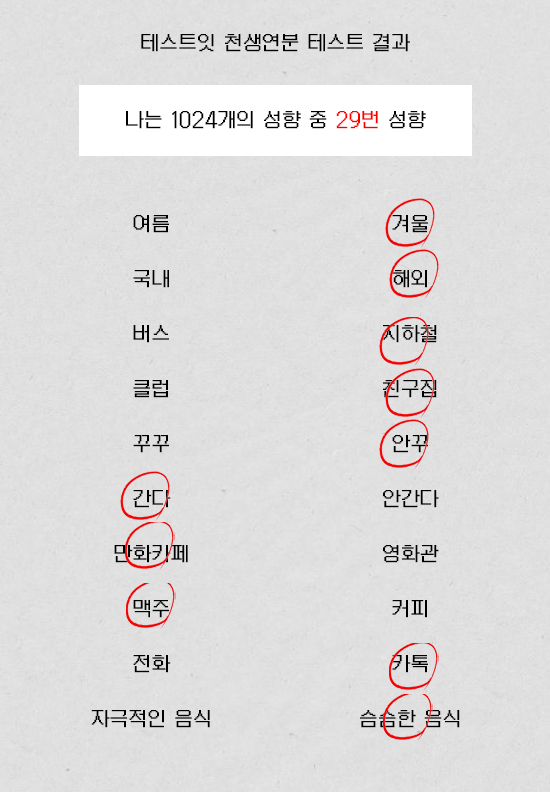 테스트잇 천생연분 테스트 결과
나는 1024개의 성향 중 29번 성향
여름 겨울
국내 해외
버스 지하철
클럽 친구집
꾸꾸 안꾸
간다 안간다
만화카페 영화관
맥주 커피
전화 카톡
자극적인 음식 슴슴한 음식